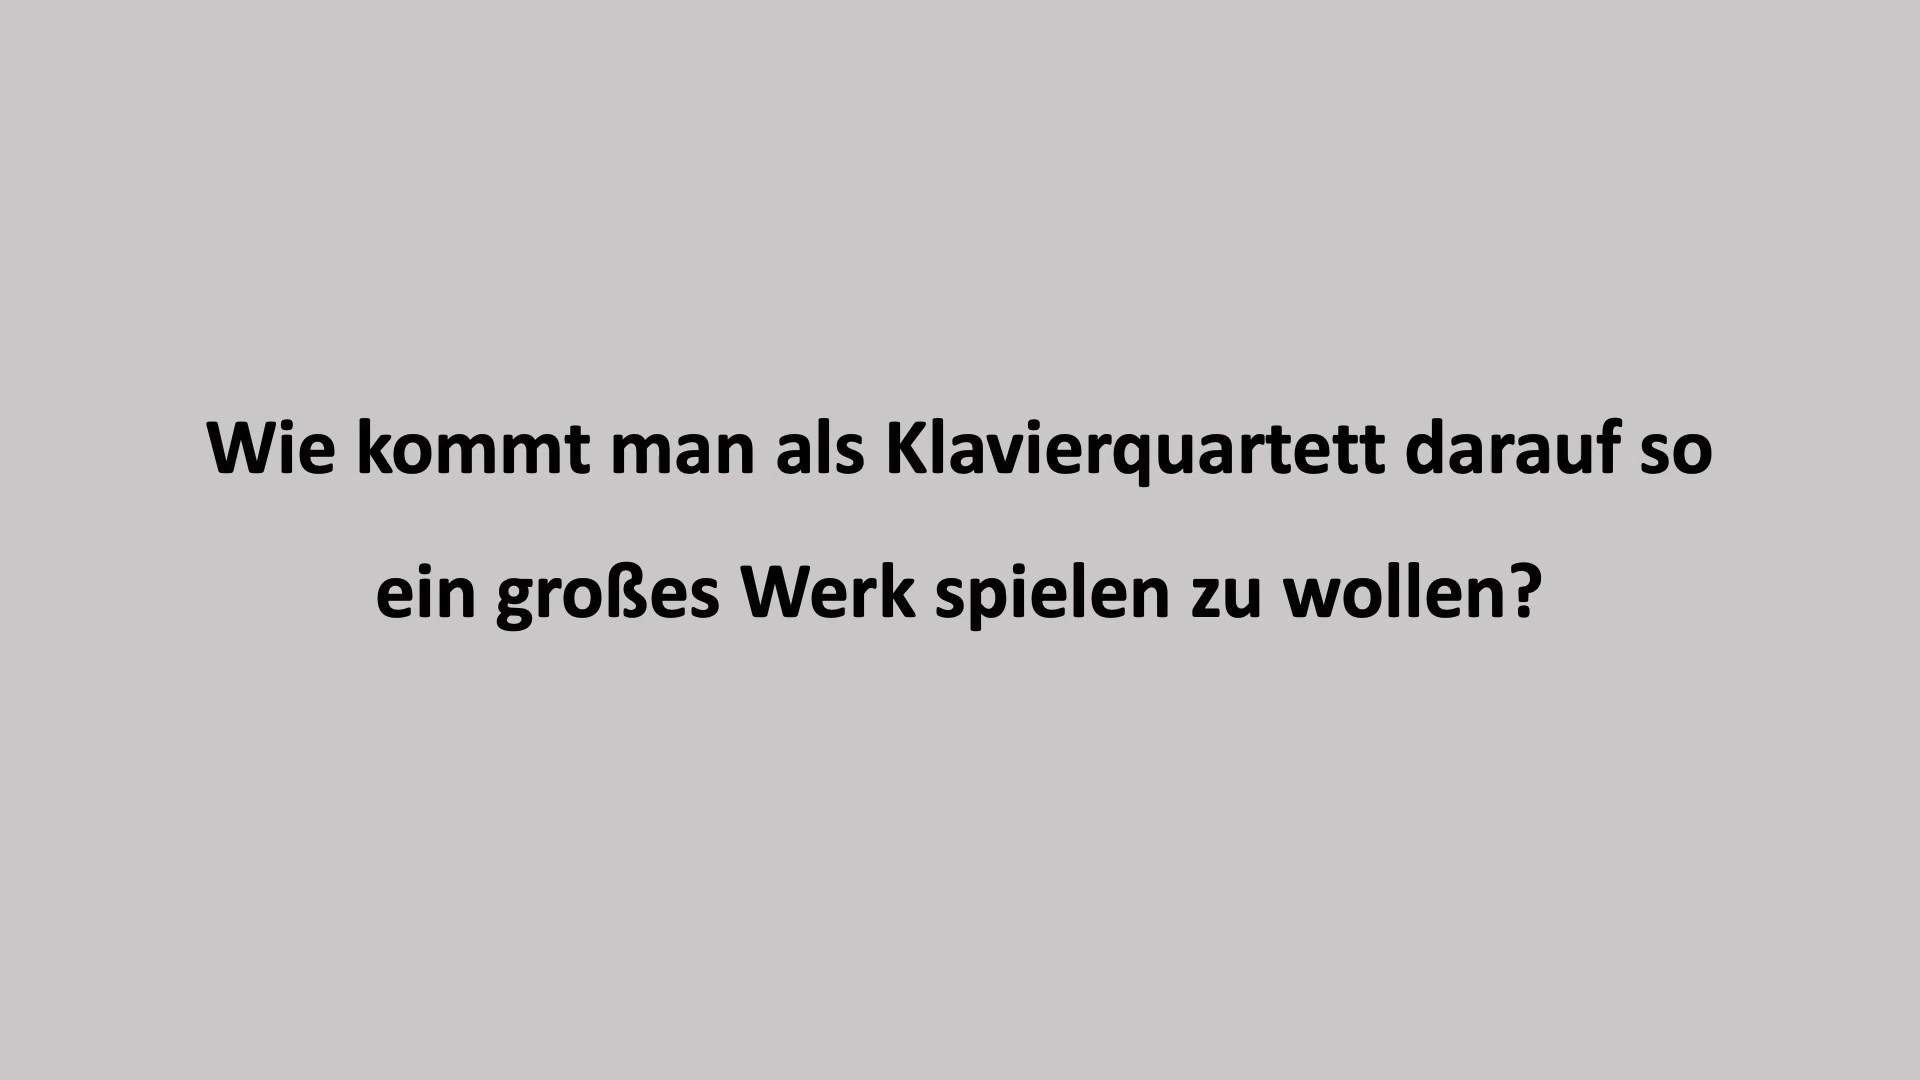 Wie kommt man als Klavierquartett darauf so
ein großes Werk spielen zu wollen?